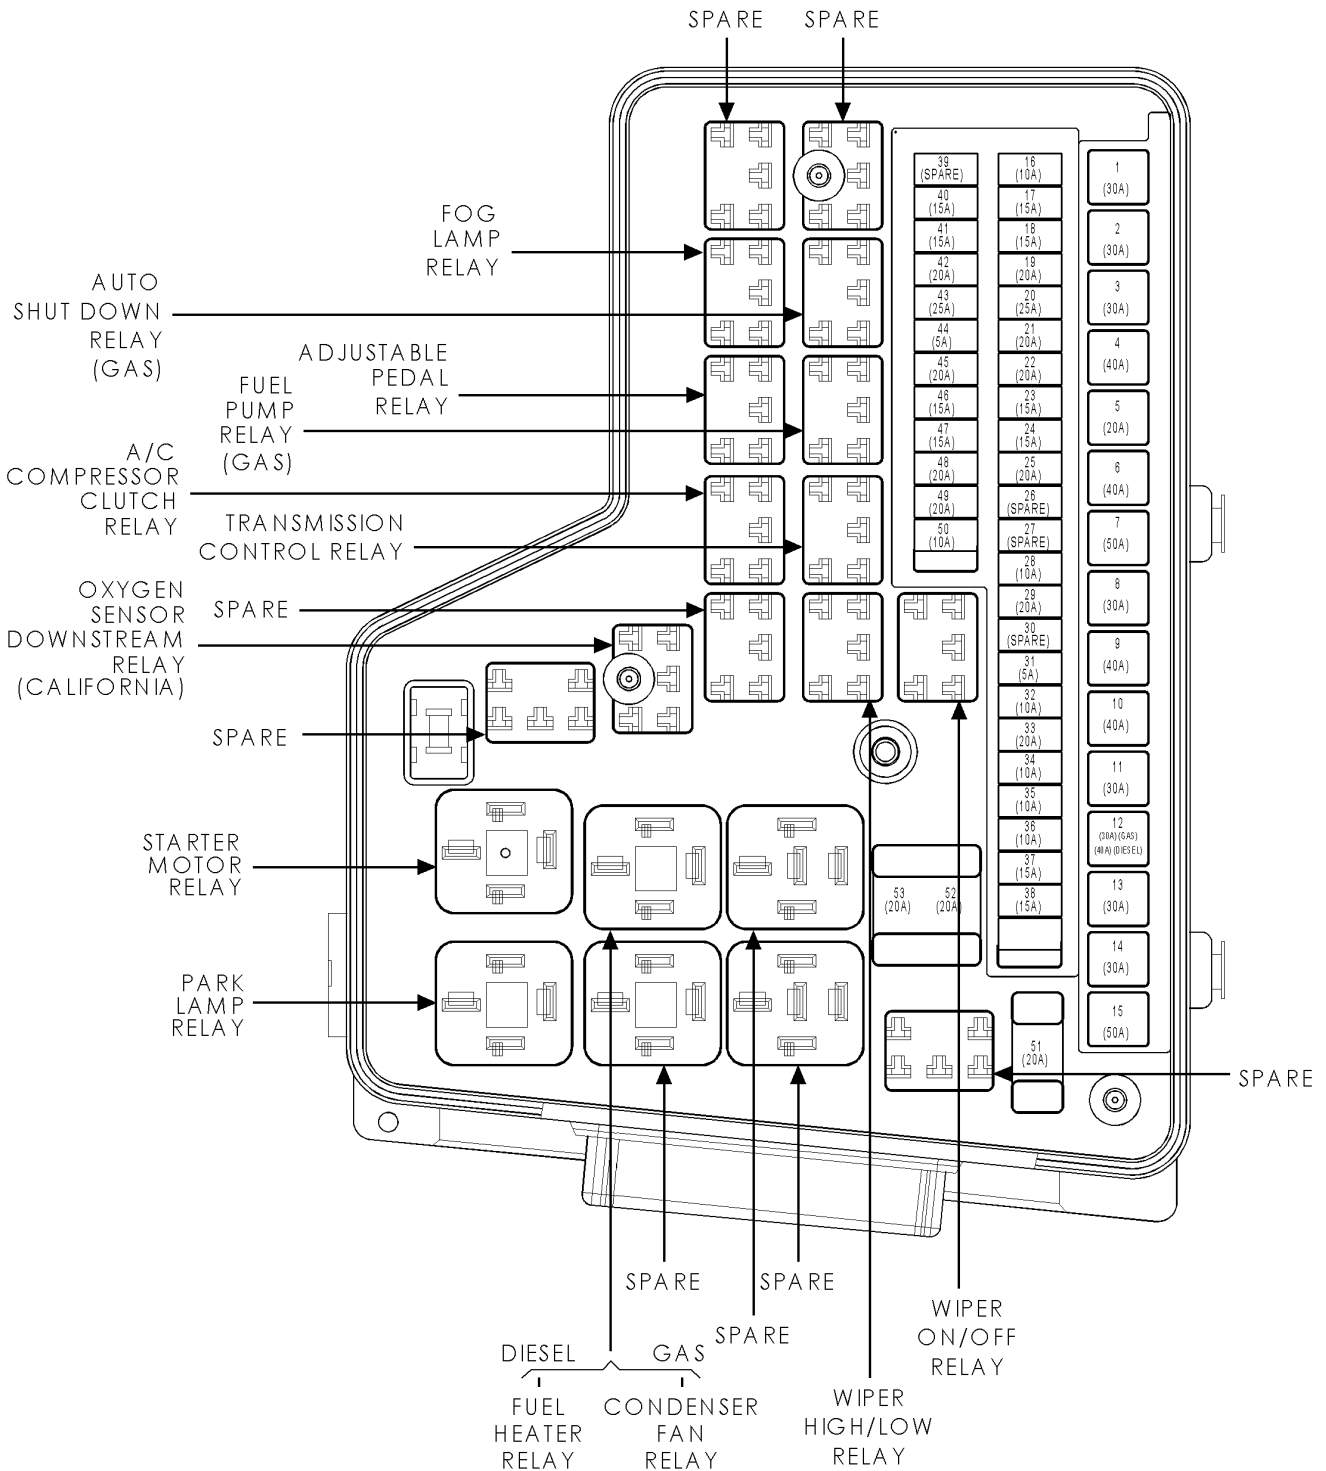 SPARE
SPARE
FOG
LAMP
RELAY
AUTO
SHUT DOWN
RELAY
(GAS)
ADJUSTABLE
PEDAL
RELAY
FUEL
PUMP
RELAY
(GAS)
A/C
COMPRESSOR
CLUTCH
RELAY
TRANSMISSION
CONTROL RELAY
OXYGEN
SENSOR
DOWNSTREAM
RELAY
(CALIFORNIA)
SPARE
SPARE
STARTER
MOTOR
RELAY
PARK
LAMP
RELAY
39
(SPARE)
40
(15A)
41
(15A)
42
(20A)
43
(25A)
44
(5A)
45
(20A)
46
(15A)
47
(15A)
48
(20A)
49
(20A)
50
(10A)
16
(10A)
17
(15A)
18
(15A)
19
(20A)
20
(25A)
21
(20A)
22
(20A)
23
(15A)
24
(15A)
25
(20A)
26
(SPARE)
27
(SPARE)
28
(10A)
29
(20A)
30
(SPARE)
31
(5A)
32
(10A)
33
(20A)
34
(10A)
35
(10A)
36
(10A)
37
(15A)
38
(15A)
1
(30A)
2
(30A)
3
(30A)
4
(40A)
5
(20A)
6
(40A)
7
(50A)
8
(30A)
9
(40A)
10
(40A)
11
(30A)
12
(30A)(GAS)
(40A)(DIESEL)
13
(30A)
14
(30A)
15
(50A)
53
(20A)
52
(20A)
51
(20A)
SPARE
SPARE
SPARE
SPARE
WIPER
ON/OFF
RELAY
WIPER
HIGH/LOW
RELAY
DIESEL
GAS
FUEL
HEATER
RELAY
CONDENSER
FAN
RELAY